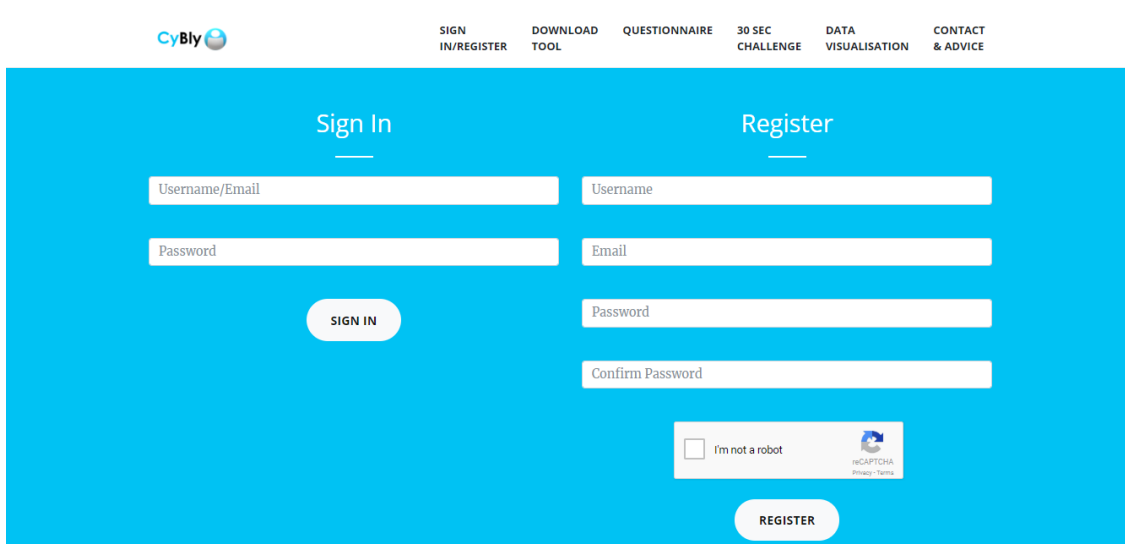 CyBly
SIGN
IN/REGISTER
DOWNLOAD
TOOL
QUESTIONNAIRE
30 SEC
CHALLENGE
DATA
VISUALISATION
CONTACT
& ADVICE
Sign In
Username/Email
Password
SIGN IN
Register
Username
Email
Password
Confirm Password
I'm not a robot
reCAPTCHA
Privacy - Terms
REGISTER